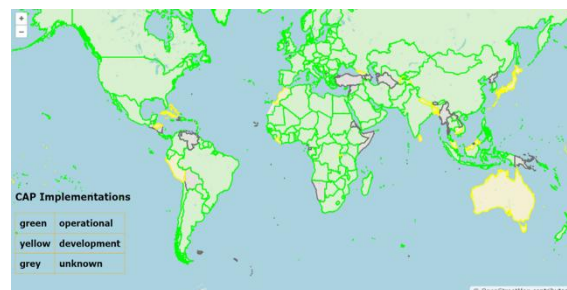 +
−
CAP Implementations
green operational
yellow development
grey unknown